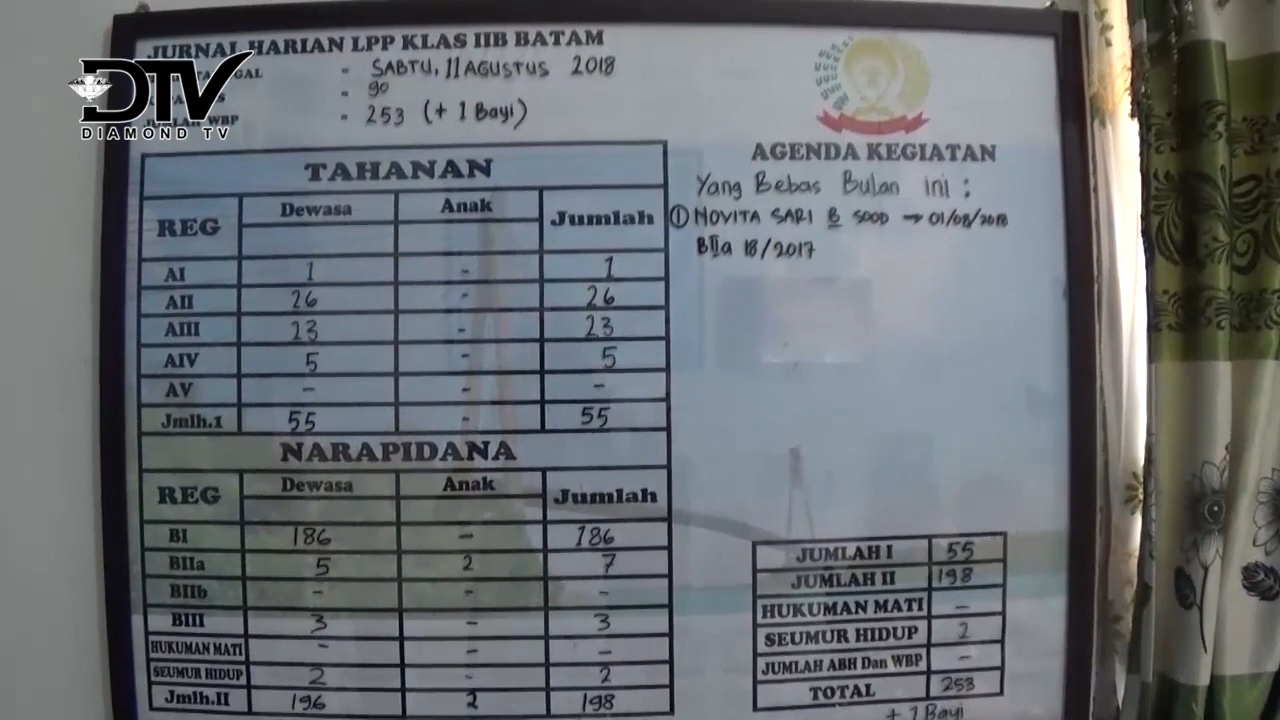 JURNAL HARIAN LPP KLAS IIB BATAM
DTV
DIAMOND TV
GAL = SABTU, 11 AGUSTUS 2018
= 90
WBP = 253 (+ 1 Bayi)
TAHANAN
REG Dewasa Anak Jumlah
AI 1 - 1
AII 26 - 26
AIII 23 - 23
AIV 5 - 5
AV - -
Jmlh.1 55 - 55
NARAPIDANA
REG Dewasa Anak Jumlah
BI 186 - 186
BIIa 5 2 7
BIIb - - -
BIII 3 - 3
HUKUMAN MATI - - -
SEUMUR HIDUP 2 - 2
Jmlh.II 196 2 198
AGENDA KEGIATAN
Yang Bebas Bulan ini :
① NOVITA SARI B SOOD → 01/08/2018
BIIa 18/2017
JUMLAH I 55
JUMLAH II 198
HUKUMAN MATI -
SEUMUR HIDUP 2
JUMLAH ABH Dan WBP -
TOTAL 253
+ 1 Bayi